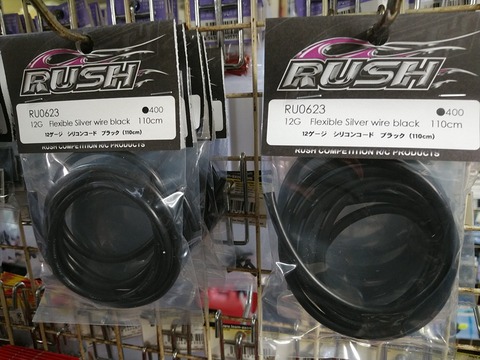 RUSH
RU0623
●400
12G Flexible Silver wire black 110cm
12ゲージ シリコンコード ブラック (110cm)
RUSH COMPETITION R/C PRODUCTS
RUSH
RU0623
●400
12G Flexible Silver wire black 110cm
12ゲージ シリコンコード ブラック (110cm)
RUSH COMPETITION R/C PRODUCTS